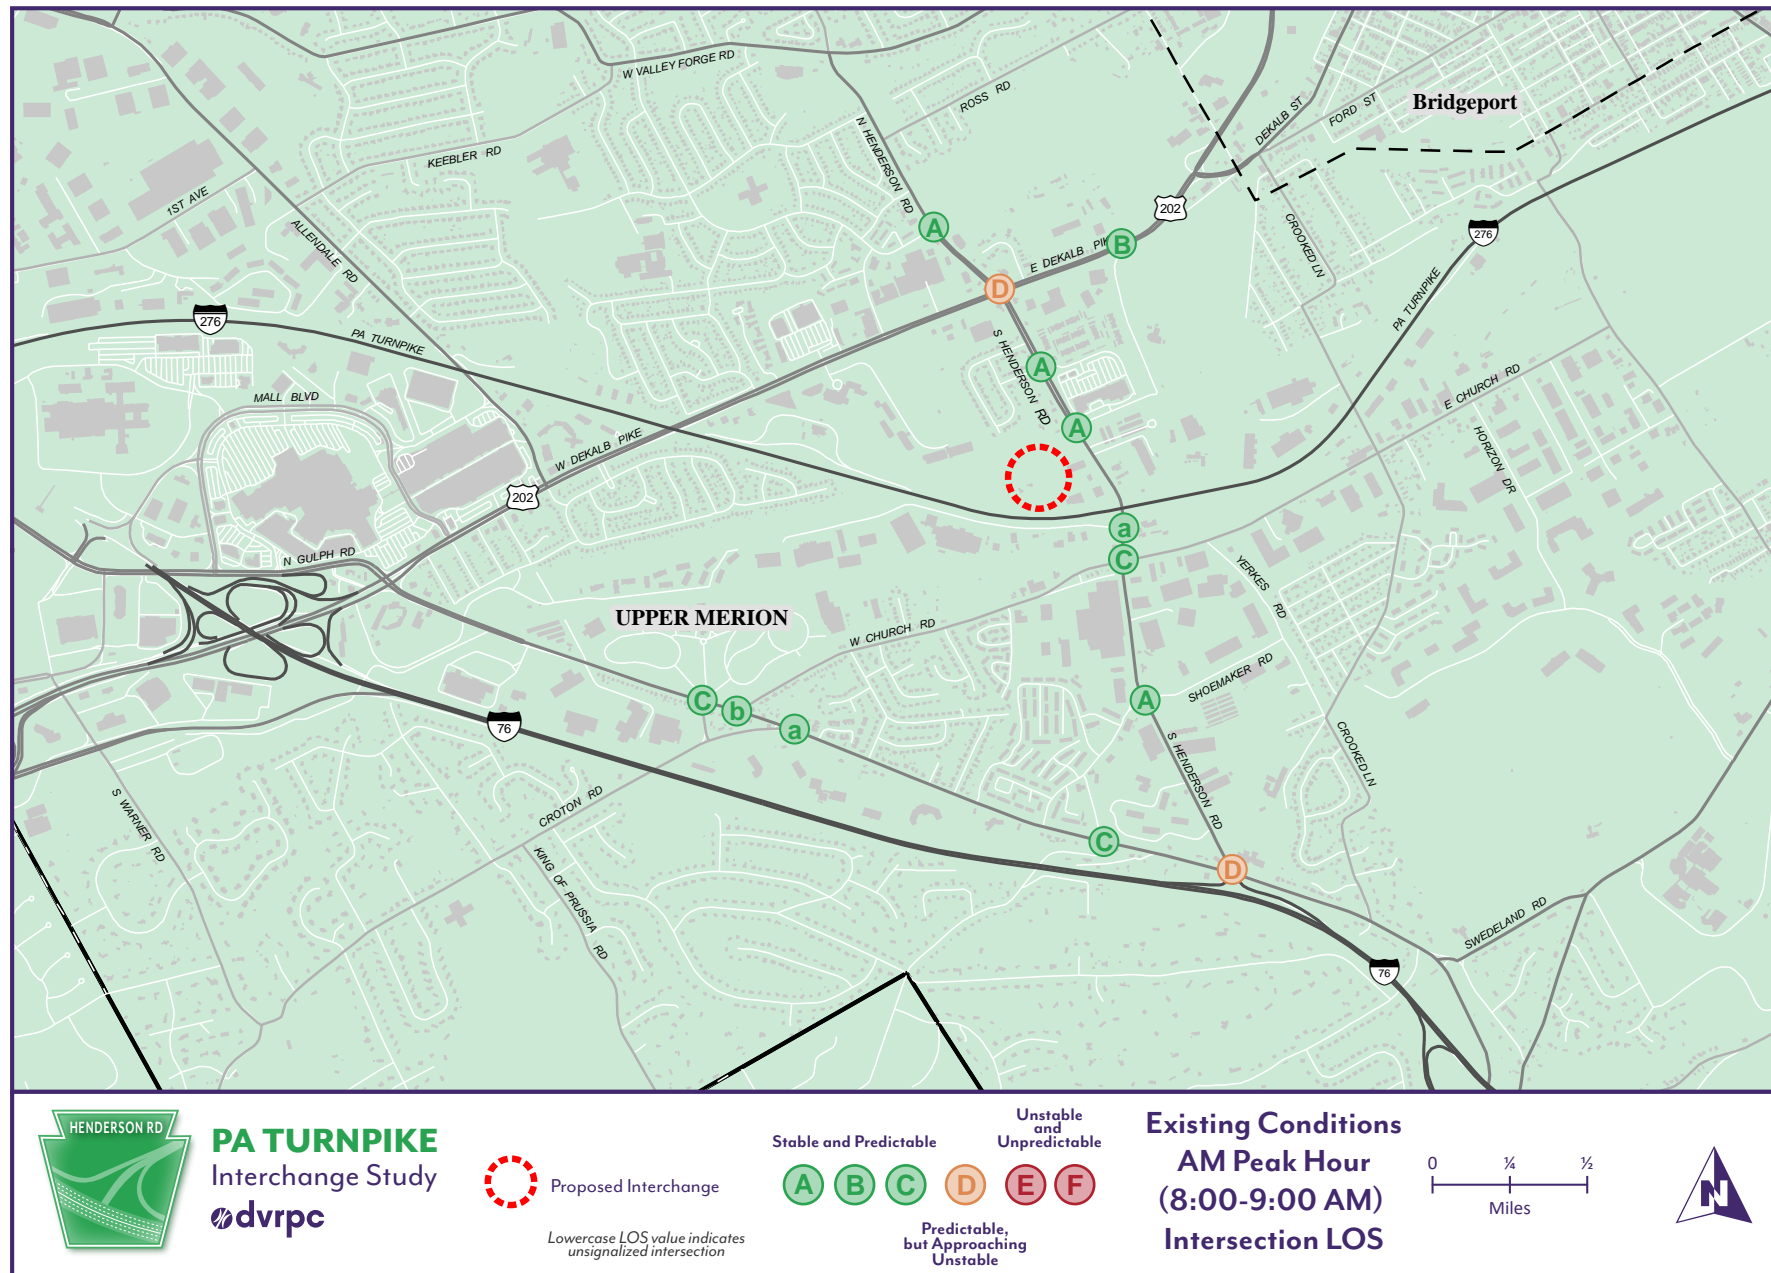 W VALLEY FORGE RD
ROSS RD
Bridgeport
DEKALB ST
FORD ST
N HENDERSON RD
KEEBLER RD
1ST AVE
ALLENDALE RD
202
A
B
E DEKALB PIK
CROOKED LN
276
D
276
PA TURNPIKE
PA TURNPIKE
S HENDERSON RD
A
E CHURCH RD
MALL BLVD
A
W DEKALB PIKE
HORIZON DR
202
a
C
N GULPH RD
YERKES RD
UPPER MERION
W CHURCH RD
SHOEMAKER RD
C
b
a
A
76
S HENDERSON RD
CROOKED LN
S WARNER RD
CROTON RD
C
D
KING OF PRUSSIA RD
SWEDELAND RD
76
HENDERSON RD
PA TURNPIKE
Interchange Study
dvrpc
Proposed Interchange
Lowercase LOS value indicates
unsignalized intersection
Stable and Predictable
Unstable
and
Unpredictable
A B C D E F
Predictable,
but Approaching
Unstable
Existing Conditions
AM Peak Hour
(8:00-9:00 AM)
Intersection LOS
0 ¼ ½
Miles
N